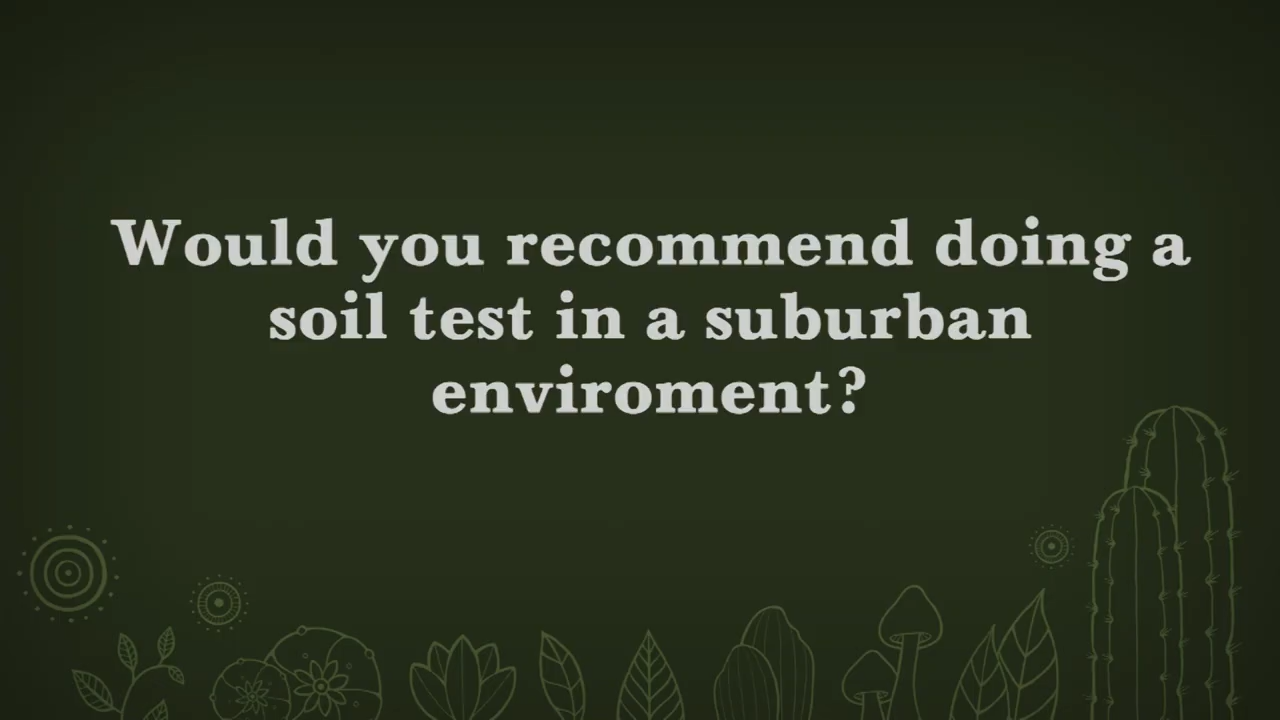 Would you recommend doing a
soil test in a suburban
enviroment?